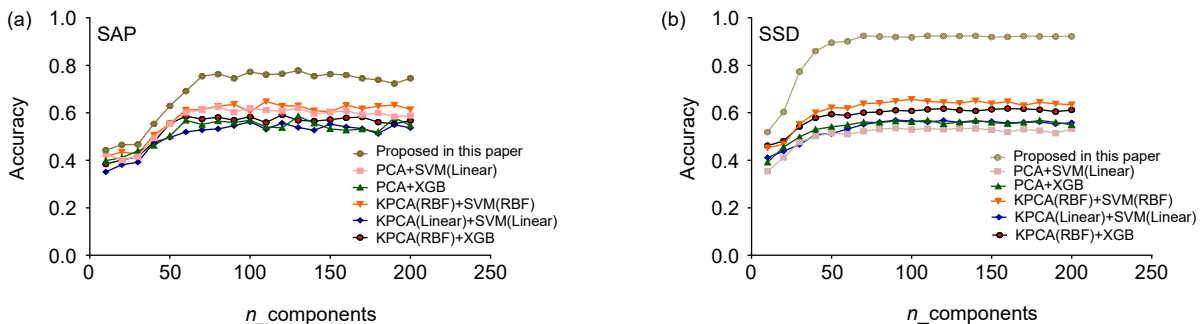 (a)
SAP
1.0
0.8
0.6
0.4
0.2
0.0
Accuracy
0
50
100
150
200
250
n_components
Proposed in this paper
PCA+SVM(Linear)
PCA+XGB
KPCA(RBF)+SVM(RBF)
KPCA(Linear)+SVM(Linear)
KPCA(RBF)+XGB
(b)
SSD
1.0
0.8
0.6
0.4
0.2
0.0
Accuracy
0
50
100
150
200
250
n_components
Proposed in this paper
PCA+SVM(Linear)
PCA+XGB
KPCA(RBF)+SVM(RBF)
KPCA(Linear)+SVM(Linear)
KPCA(RBF)+XGB